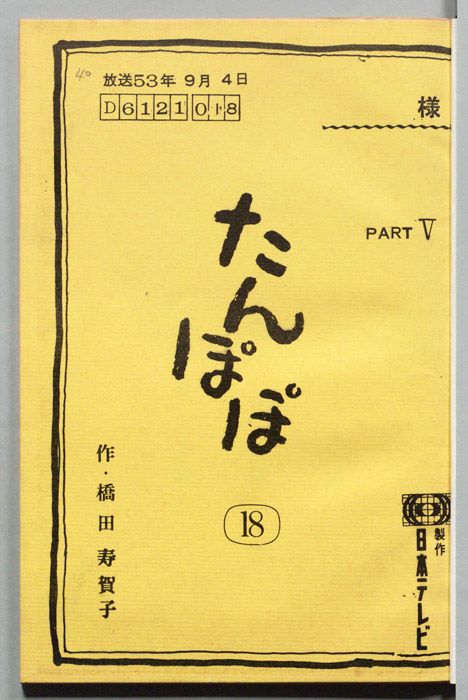 40
放送53年 9月 4日
D6121018
様
PART V
たんぽぽ
18
作・橋田 寿賀子
製作
日本テレビ